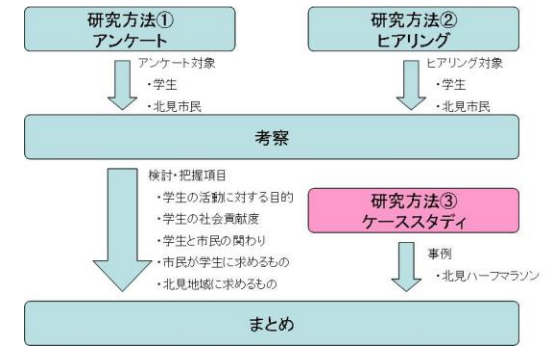 研究方法①
アンケート
研究方法②
ヒアリング
アンケート対象
・学生
・北見市民
ヒアリング対象
・学生
・北見市民
考察
検討・把握項目
・学生の活動に対する目的
・学生の社会貢献度
・学生と市民の関わり
・市民が学生に求めるもの
・北見地域に求めるもの
研究方法③
ケーススタディ
事例
・北見ハーフマラソン
まとめ